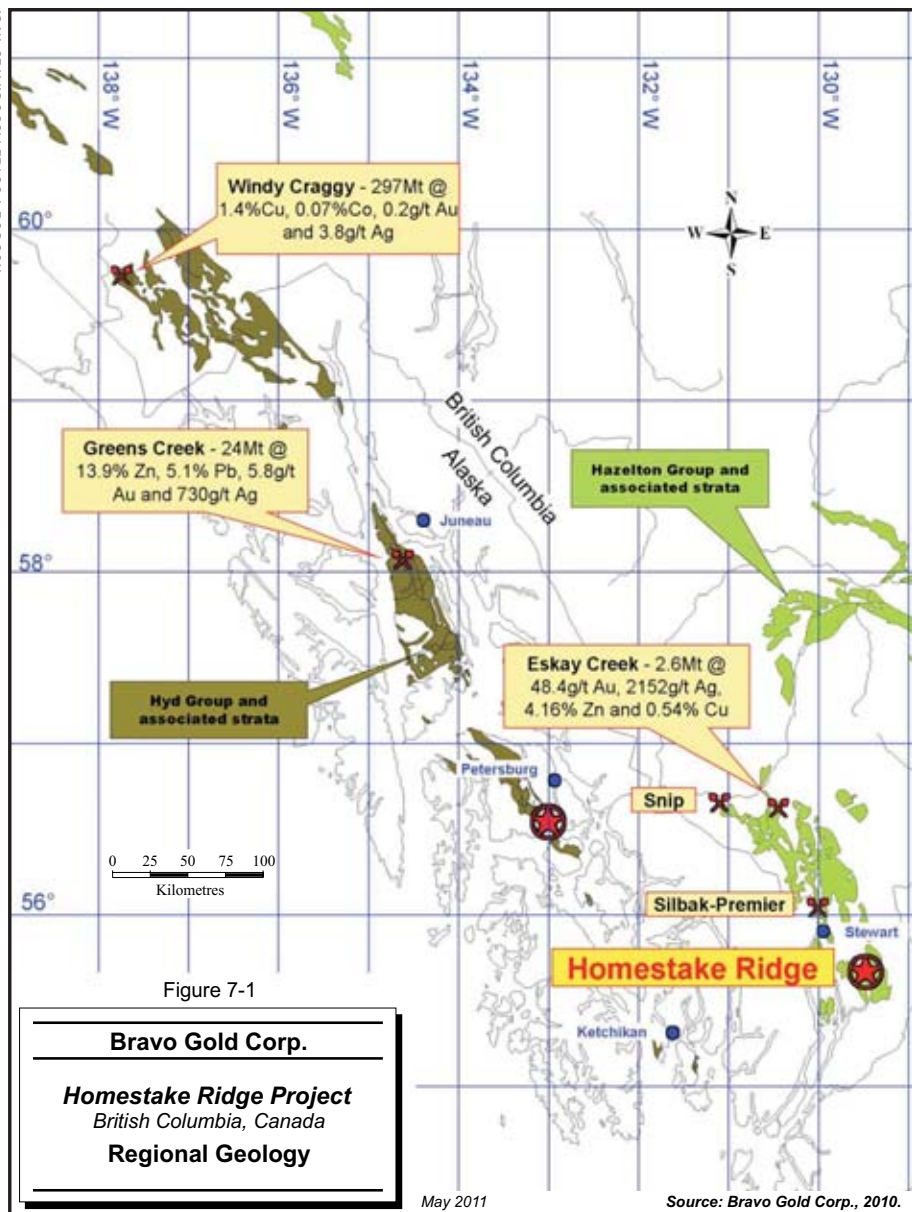 138° W
136° W
134° W
132° W
130° W
60°
58°
56°
Windy Craggy - 297Mt @
1.4%Cu, 0.07%Co, 0.2g/t Au
and 3.8g/t Ag
N
W E
S
British Columbia
Alaska
Greens Creek - 24Mt @
13.9% Zn, 5.1% Pb, 5.8g/t
Au and 730g/t Ag
Juneau
Hazelton Group and
associated strata
Hyd Group and
associated strata
Eskay Creek - 2.6Mt @
48.4g/t Au, 2152g/t Ag,
4.16% Zn and 0.54% Cu
Petersburg
Snip
0 25 50 75 100
Kilometres
Silbak-Premier
Stewart
Homestake Ridge
Ketchikan
Figure 7-1
Bravo Gold Corp.
Homestake Ridge Project
British Columbia, Canada
Regional Geology
May 2011
Source: Bravo Gold Corp., 2010.